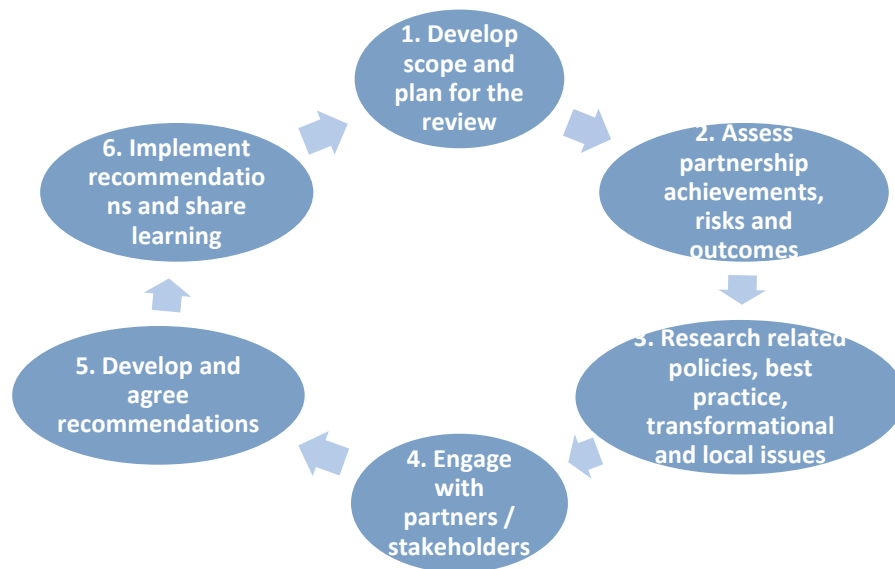 1. Develop
scope and
plan for the
review
2. Assess
partnership
achievements,
risks and
outcomes
3. Research related
policies, best
practice,
transformational
and local issues
4. Engage
with
partners /
stakeholders
5. Develop and
agree
recommendations
6. Implement
recommendatio
ns and share
learning